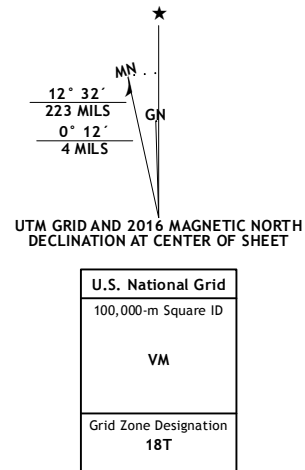 ★
MN
GN
12° 32´
223 MILS
0° 12´
4 MILS
UTM GRID AND 2016 MAGNETIC NORTH
DECLINATION AT CENTER OF SHEET
U.S. National Grid
100,000-m Square ID
VM
Grid Zone Designation
18T